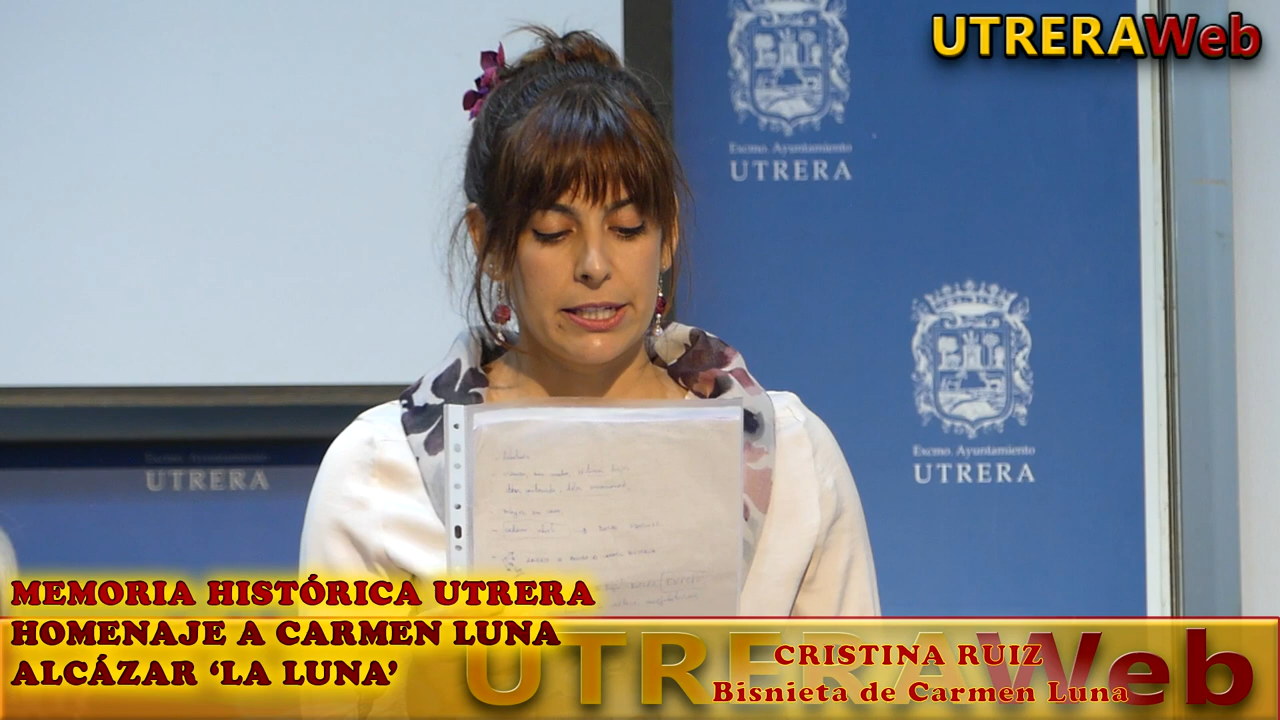 UTRERAWeb
Excmo. Ayuntamiento
UTRERA
Excmo. Ayuntamiento
UTRERA
UTRERA
MEMORIA HISTÓRICA UTRERA
HOMENAJE A CARMEN LUNA
ALCÁZAR ‘LA LUNA’
UTRERAWeb
CRISTINA RUIZ
Bisnieta de Carmen Luna